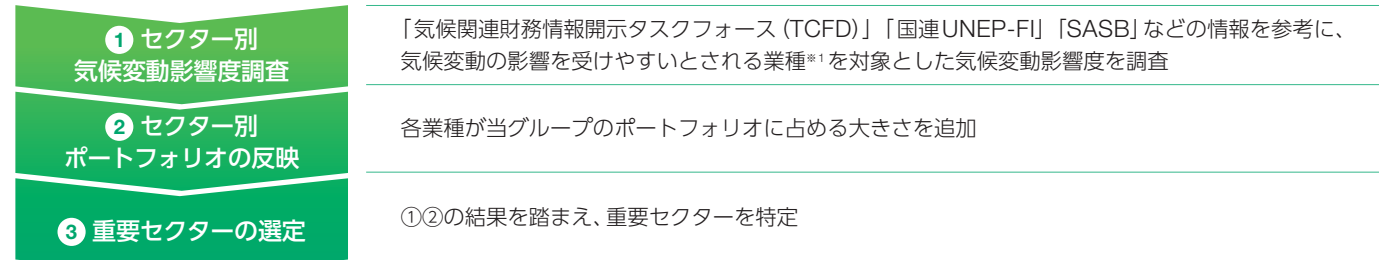 ① セクター別
気候変動影響度調査
「気候関連財務情報開示タスクフォース（TCFD）」「国連UNEP-FI」「SASB」などの情報を参考に、
気候変動の影響を受けやすいとされる業種※1を対象とした気候変動影響度を調査
② セクター別
ポートフォリオの反映
各業種が当グループのポートフォリオに占める大きさを追加
③ 重要セクターの選定
①②の結果を踏まえ、重要セクターを特定